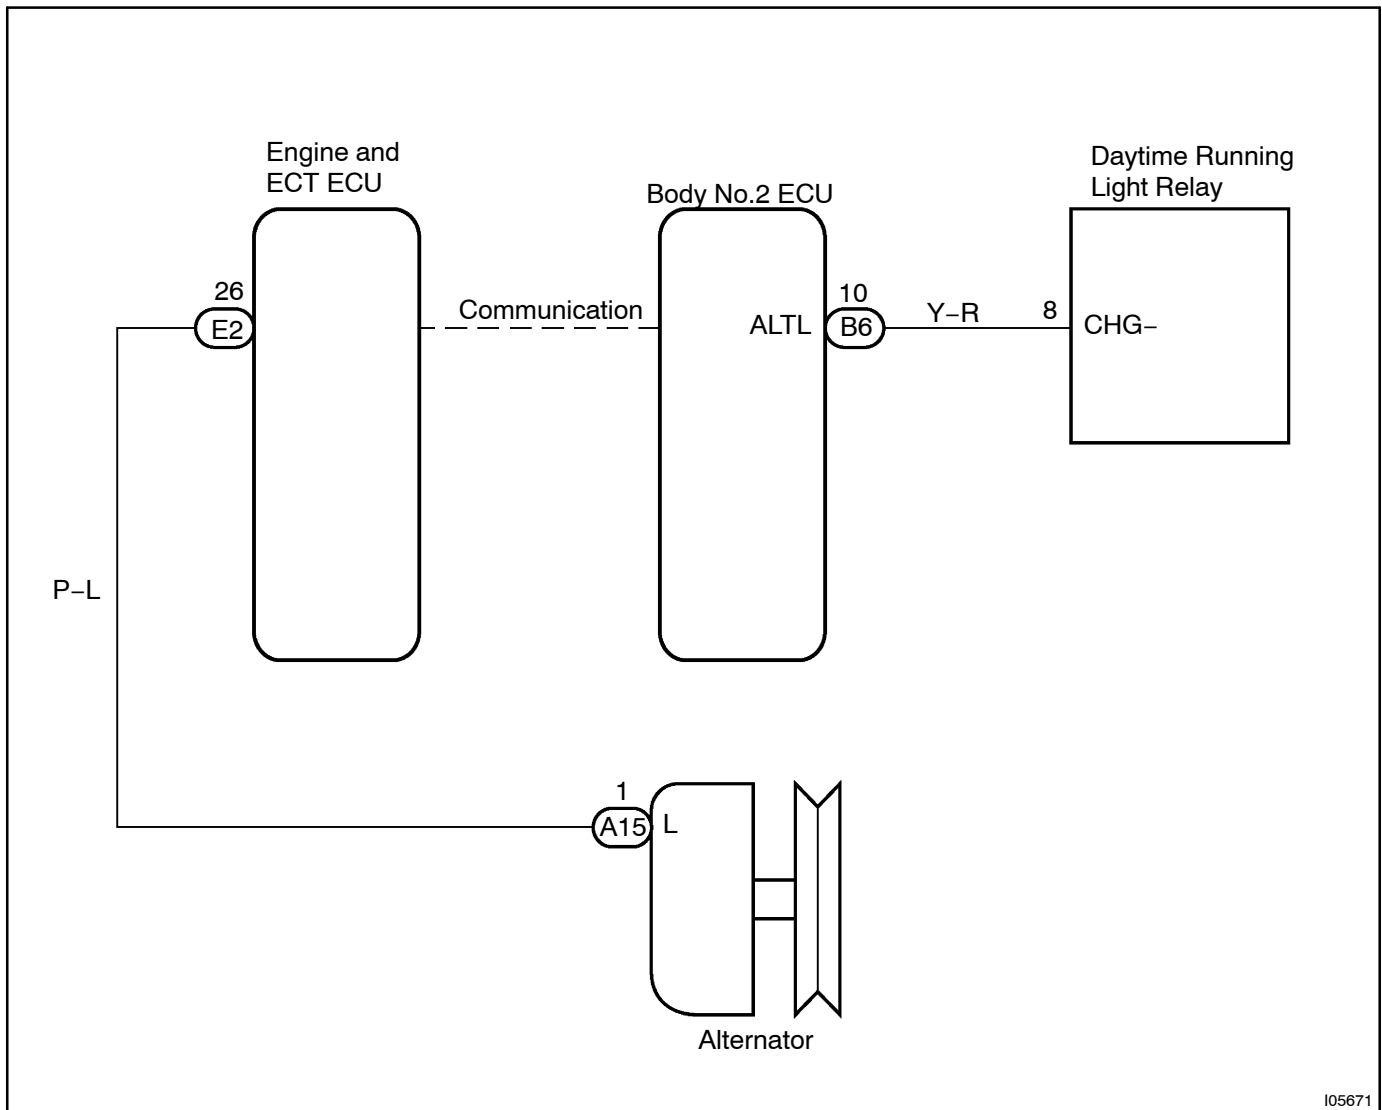 Engine and
ECT ECU
Body No.2 ECU
Daytime Running
Light Relay
26
E2
Communication
ALTL
10
B6
Y−R
8
CHG−
P−L
1
A15
L
Alternator
I05671